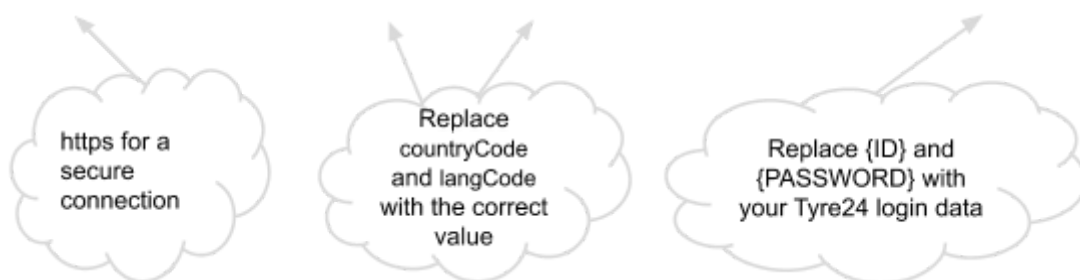 https for a
secure
connection
Replace
countryCode
and langCode
with the correct
value
Replace {ID} and
{PASSWORD} with
your Tyre24 login data